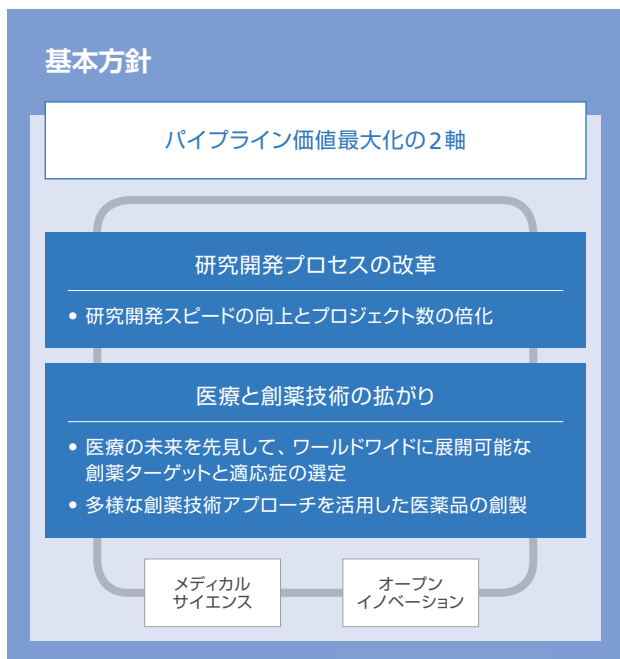 基本方針
パイプライン価値最大化の2軸
研究開発プロセスの改革
• 研究開発スピードの向上とプロジェクト数の倍化
医療と創薬技術の拡がり
• 医療の未来を先見して、ワールドワイドに展開可能な
創薬ターゲットと適応症の選定
• 多様な創薬技術アプローチを活用した医薬品の創製
メディカル
サイエンス
オープン
イノベーション